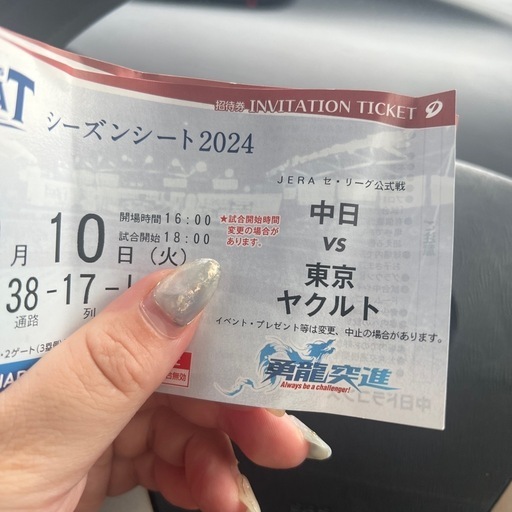 招待券 INVITATION TICKET
シーズンシート2024
JERA セ・リーグ公式戦
開場時間 16:00
試合開始 18:00
★試合開始時間
変更の場合が
あります。
月10日(火)
中日
vs
東京
ヤクルト
38-17-
通路 列
イベント・プレゼント等は変更、中止の場合があります。
勇龍突進
Always be a challenger!